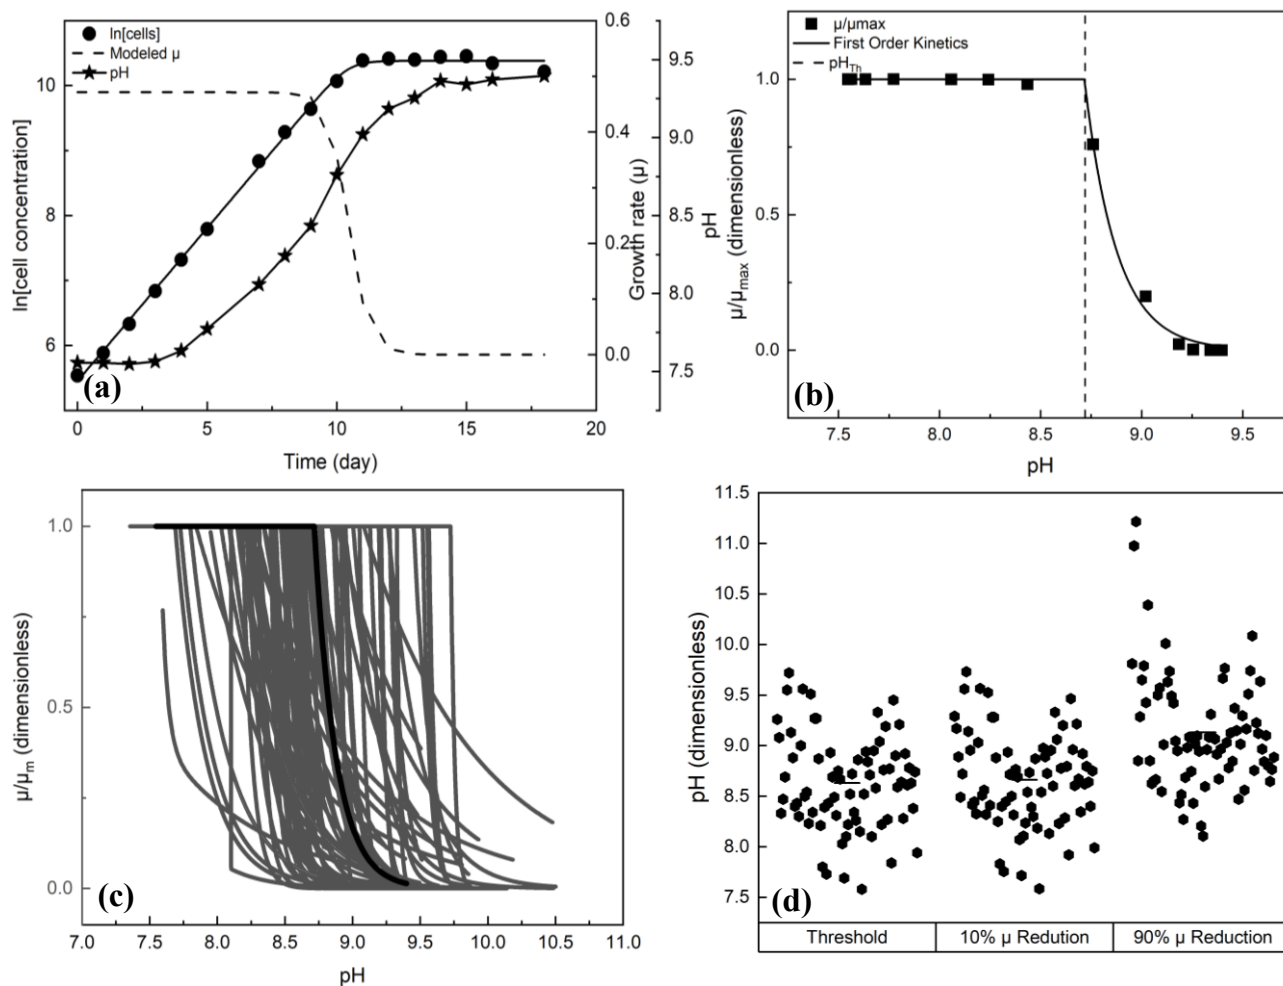 (a)
ln[cells]
Modeled μ
pH
10
8
6
ln[cell concentration]
0.6
0.4
0.2
0.0
Growth rate (μ)
9.5
9.0
8.5
8.0
7.5
pH
0
5
10
15
20
Time (day)
(b)
μ/μmax
First Order Kinetics
pHTh
1.0
0.5
0.0
μ/μmax (dimensionless)
7.5
8.0
8.5
9.0
9.5
pH
(c)
1.0
0.5
0.0
μ/μm (dimensionless)
7.0
7.5
8.0
8.5
9.0
9.5
10.0
10.5
11.0
pH
(d)
11.5
11.0
10.5
10.0
9.5
9.0
8.5
8.0
7.5
pH (dimensionless)
Threshold
10% μ Redution
90% μ Reduction